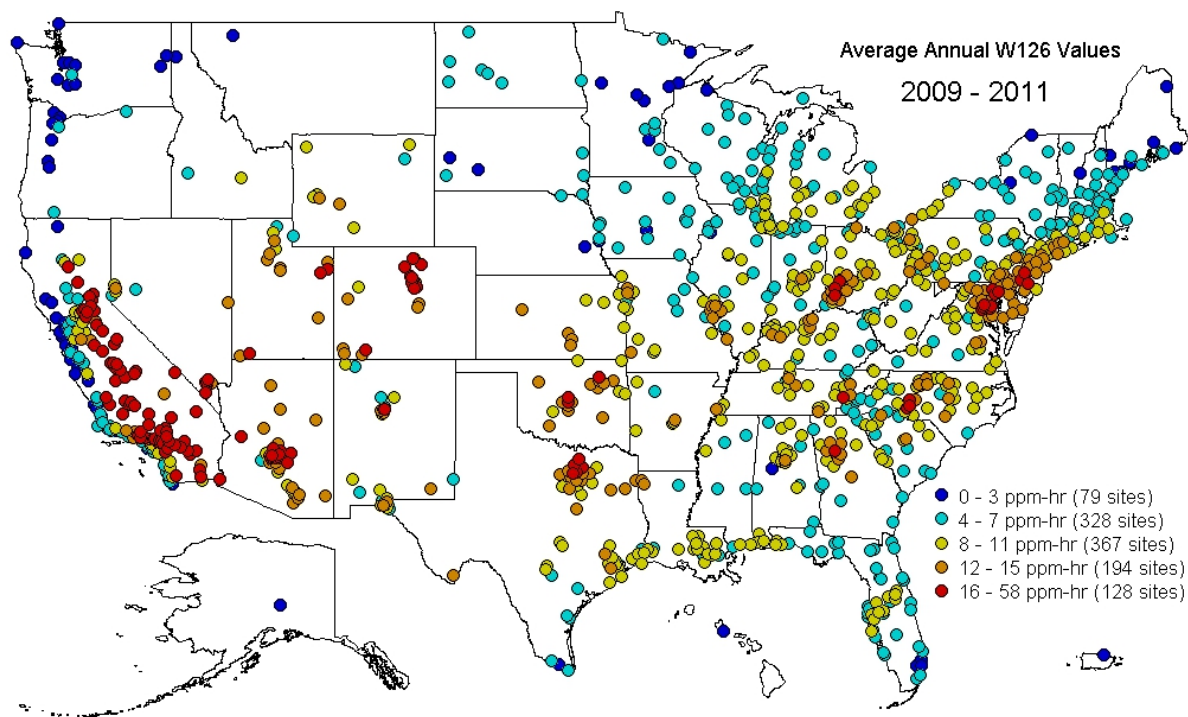 Average Annual W126 Values
2009 - 2011
0 - 3 ppm-hr (79 sites)
4 - 7 ppm-hr (328 sites)
8 - 11 ppm-hr (367 sites)
12 - 15 ppm-hr (194 sites)
16 - 58 ppm-hr (128 sites)